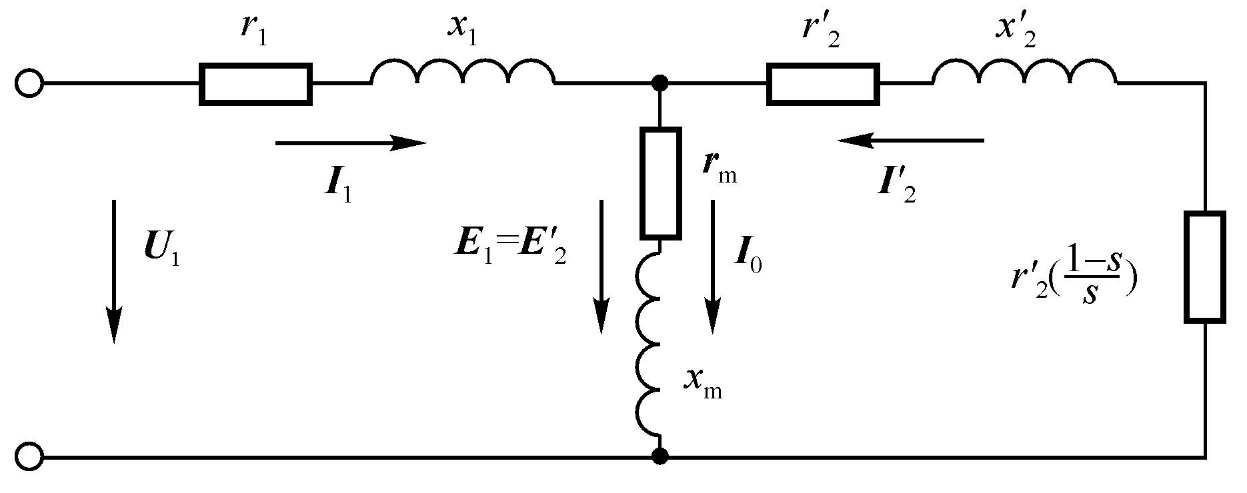 r1
x1
r′2
x′2
I1
rm
I′2
U1
E1=E′2
I0
r′2(1−s/s)
xm